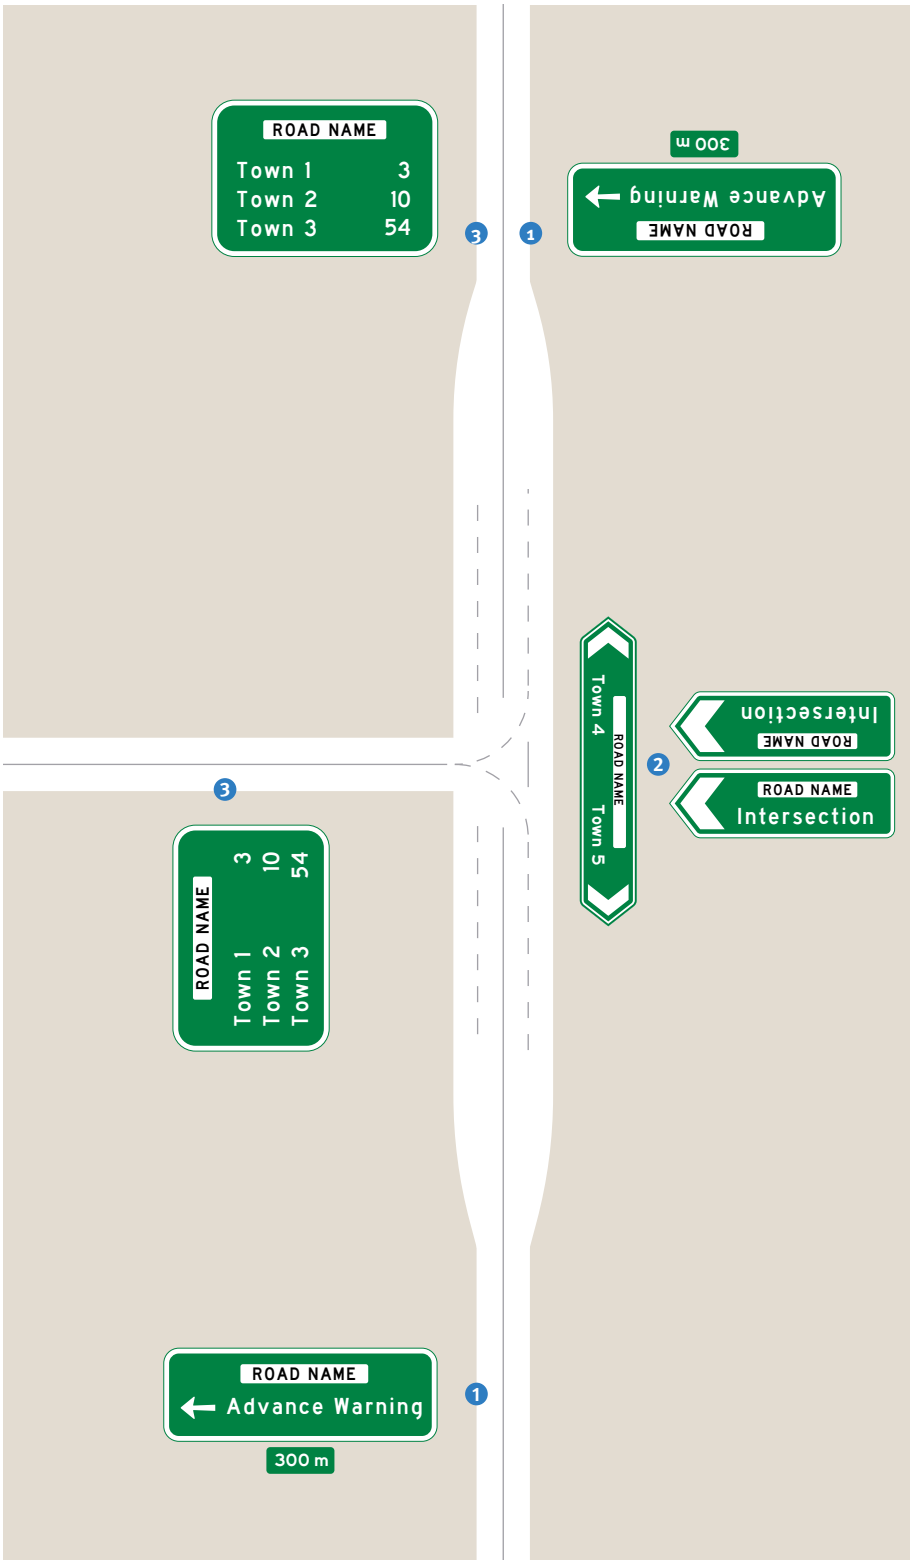 ROAD NAME
Town 1 3
Town 2 10
Town 3 54
3
1
300 m
Advance Warning
ROAD NAME
Town 4 Town 5
ROAD NAME
2
Intersection
ROAD NAME
ROAD NAME
Intersection
3
ROAD NAME
Town 1 3
Town 2 10
Town 3 54
ROAD NAME
Advance Warning
300 m
1